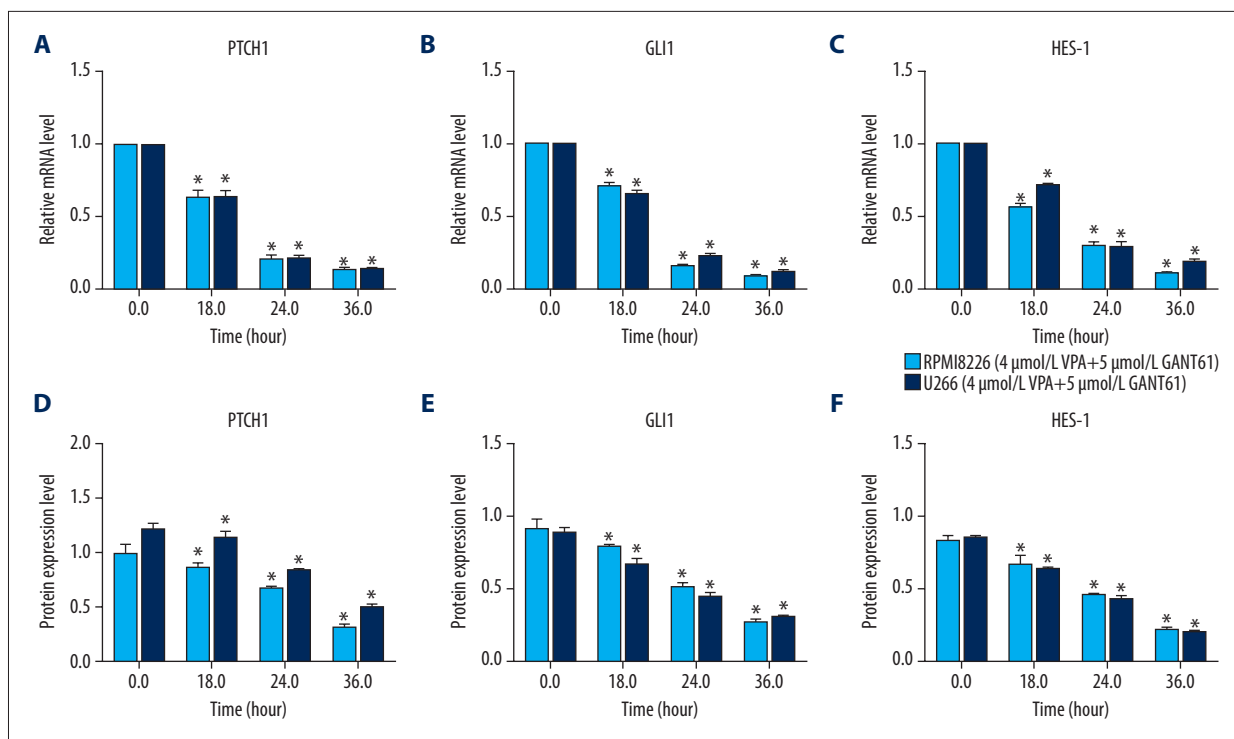 A
PTCH1
Relative mRNA level
1.5
1.0
0.5
0.0
* *
* *
* *
0.0 18.0 24.0 36.0
Time (hour)
B
GLI1
Relative mRNA level
1.5
1.0
0.5
0.0
* *
* *
* *
0.0 18.0 24.0 36.0
Time (hour)
C
HES-1
Relative mRNA level
1.5
1.0
0.5
0.0
* *
* *
* *
0.0 18.0 24.0 36.0
Time (hour)
RPMI8226 (4 µmol/L VPA+5 µmol/L GANT61)
U266 (4 µmol/L VPA+5 µmol/L GANT61)
D
PTCH1
Protein expression level
2.0
1.5
1.0
0.5
0.0
* *
* *
* *
0.0 18.0 24.0 36.0
Time (hour)
E
GLI1
Protein expression level
1.5
1.0
0.5
0.0
* *
* *
* *
0.0 18.0 24.0 36.0
Time (hour)
F
HES-1
Protein expression level
1.5
1.0
0.5
0.0
* *
* *
* *
0.0 18.0 24.0 36.0
Time (hour)